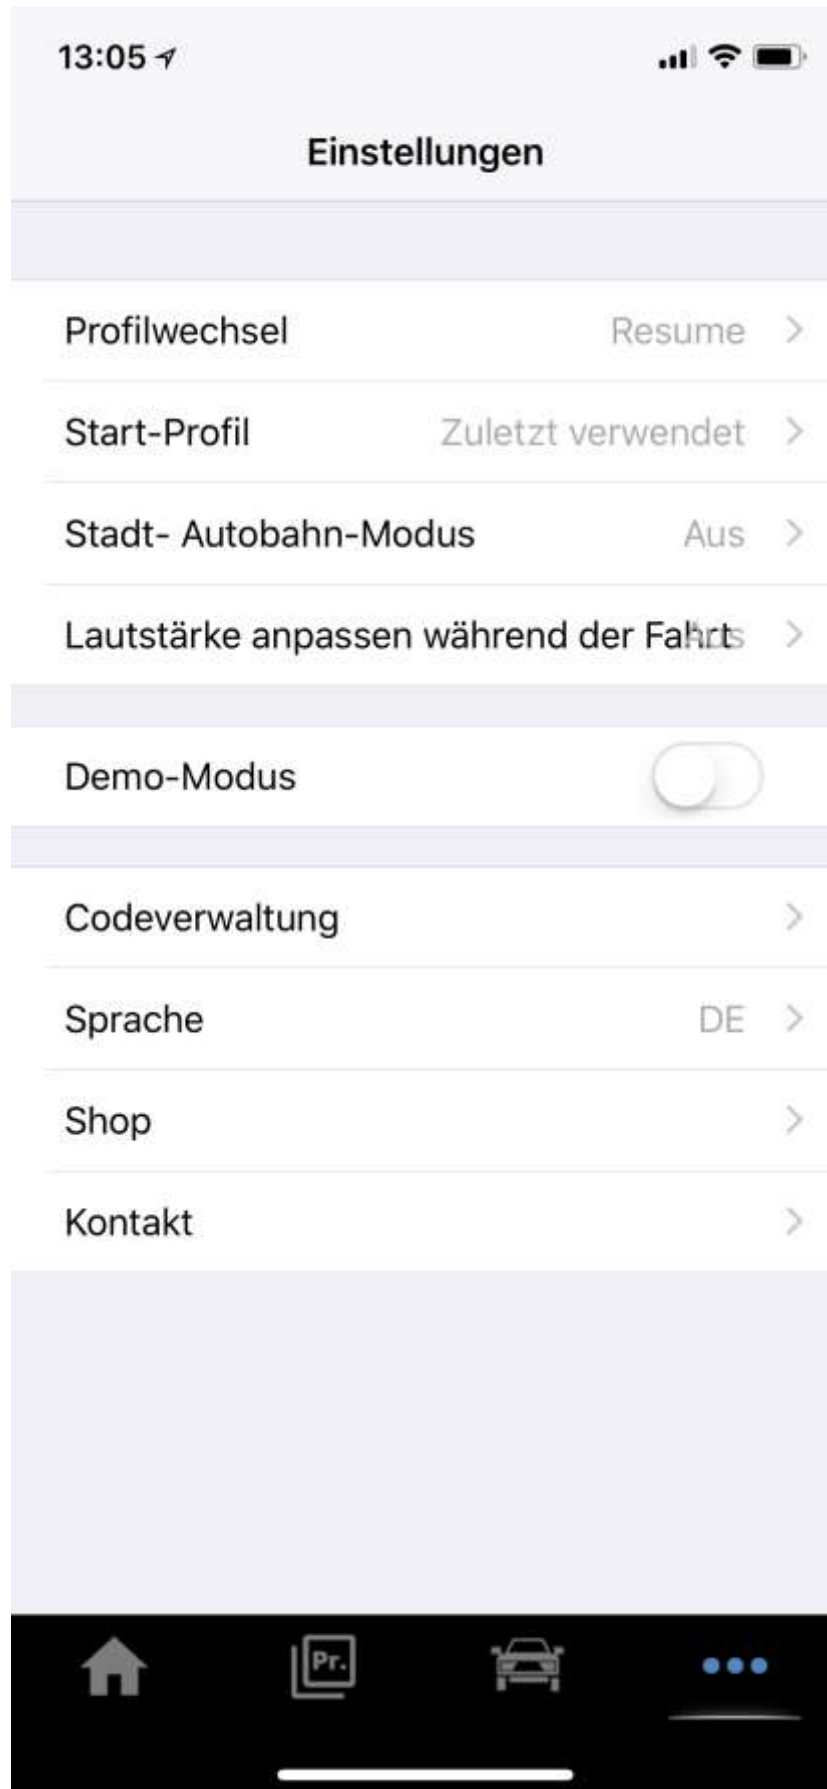 13:05
Einstellungen
Profilwechsel Resume
Start-Profil Zuletzt verwendet
Stadt- Autobahn-Modus Aus
Lautstärke anpassen während der Fahrt Aus
Demo-Modus
Codeverwaltung
Sprache DE
Shop
Kontakt
Pr.